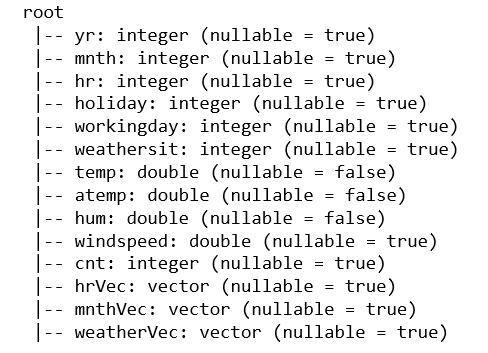 root
 |-- yr: integer (nullable = true)
 |-- mnth: integer (nullable = true)
 |-- hr: integer (nullable = true)
 |-- holiday: integer (nullable = true)
 |-- workingday: integer (nullable = true)
 |-- weathersit: integer (nullable = true)
 |-- temp: double (nullable = false)
 |-- atemp: double (nullable = false)
 |-- hum: double (nullable = false)
 |-- windspeed: double (nullable = true)
 |-- cnt: integer (nullable = true)
 |-- hrVec: vector (nullable = true)
 |-- mnthVec: vector (nullable = true)
 |-- weatherVec: vector (nullable = true)